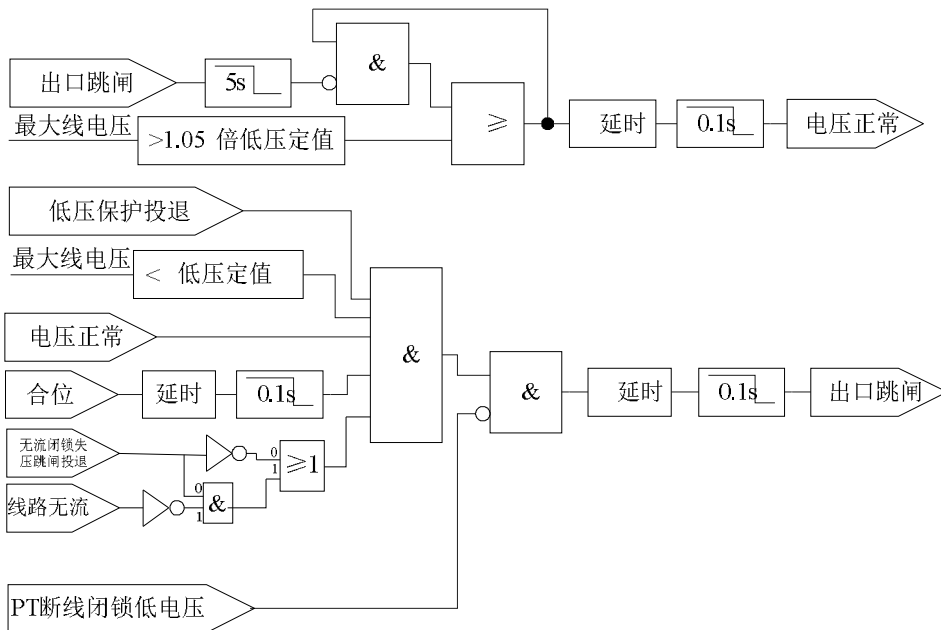 &
出口跳闸
5s
最大线电压
>1.05 倍低压定值
≥
延时
0.1s
电压正常
低压保护投退
最大线电压
< 低压定值
电压正常
&
合位
延时
0.1s
&
延时
0.1s
出口跳闸
无流闭锁失
压跳闸投退
0
1
≥1
线路无流
0
1
&
PT断线闭锁低电压